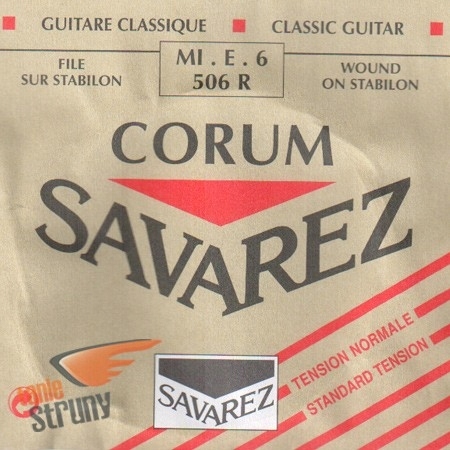 GUITARE CLASSIQUE
CLASSIC GUITAR
FILE
SUR STABILON
MI . E . 6
506 R
WOUND
ON STABILON
CORUM
SAVAREZ
TENSION NORMALE
STANDARD TENSION
SAVAREZ
struny